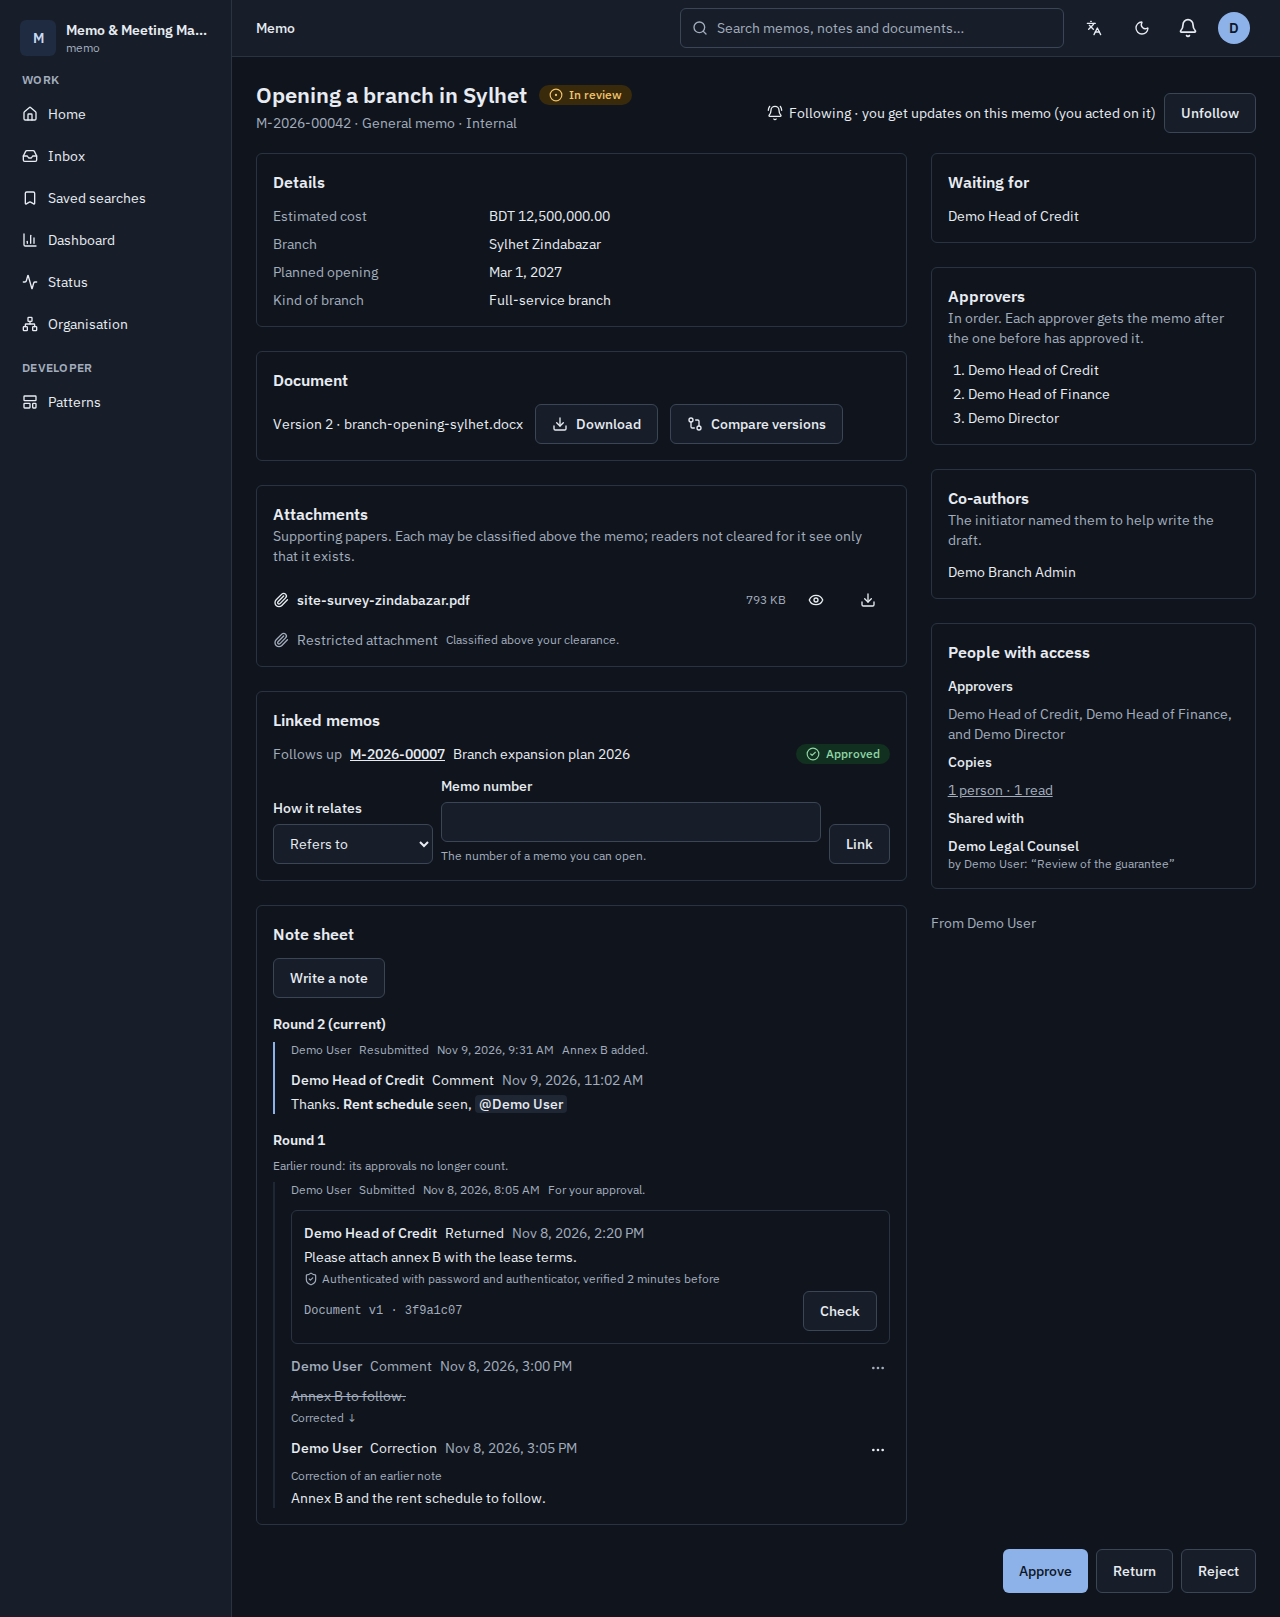 M
Memo & Meeting Ma...
memo
WORK
Home
Inbox
Saved searches
Dashboard
Status
Organisation
DEVELOPER
Patterns
Memo
Search memos, notes and documents...
D
Opening a branch in Sylhet
In review
M-2026-00042 · General memo · Internal
Following · you get updates on this memo (you acted on it)
Unfollow
Details
Estimated cost BDT 12,500,000.00
Branch Sylhet Zindabazar
Planned opening Mar 1, 2027
Kind of branch Full-service branch
Document
Version 2 · branch-opening-sylhet.docx
Download
Compare versions
Attachments
Supporting papers. Each may be classified above the memo; readers not cleared for it see only
that it exists.
site-survey-zindabazar.pdf 793 KB
Restricted attachment Classified above your clearance.
Linked memos
Follows up M-2026-00007 Branch expansion plan 2026 Approved
How it relates
Refers to
Memo number
The number of a memo you can open.
Link
Note sheet
Write a note
Round 2 (current)
Demo User Resubmitted Nov 9, 2026, 9:31 AM Annex B added.
Demo Head of Credit Comment Nov 9, 2026, 11:02 AM
Thanks. Rent schedule seen, @Demo User
Round 1
Earlier round: its approvals no longer count.
Demo User Submitted Nov 8, 2026, 8:05 AM For your approval.
Demo Head of Credit Returned Nov 8, 2026, 2:20 PM
Please attach annex B with the lease terms.
Authenticated with password and authenticator, verified 2 minutes before
Document v1 · 3f9a1c07
Check
Demo User Comment Nov 8, 2026, 3:00 PM
Annex B to follow.
Corrected ↓
Demo User Correction Nov 8, 2026, 3:05 PM
Correction of an earlier note
Annex B and the rent schedule to follow.
Waiting for
Demo Head of Credit
Approvers
In order. Each approver gets the memo after
the one before has approved it.
1. Demo Head of Credit
2. Demo Head of Finance
3. Demo Director
Co-authors
The initiator named them to help write the
draft.
Demo Branch Admin
People with access
Approvers
Demo Head of Credit, Demo Head of Finance,
and Demo Director
Copies
1 person · 1 read
Shared with
Demo Legal Counsel
by Demo User: “Review of the guarantee”
From Demo User
Approve
Return
Reject